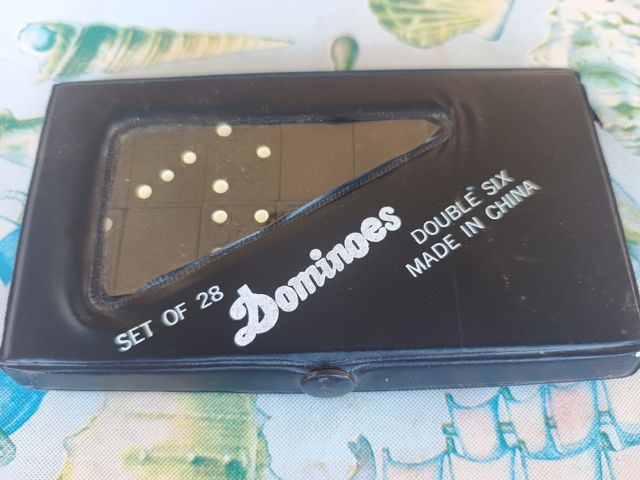 SET OF 28
Dominoes
DOUBLE SIX
MADE IN CHINA